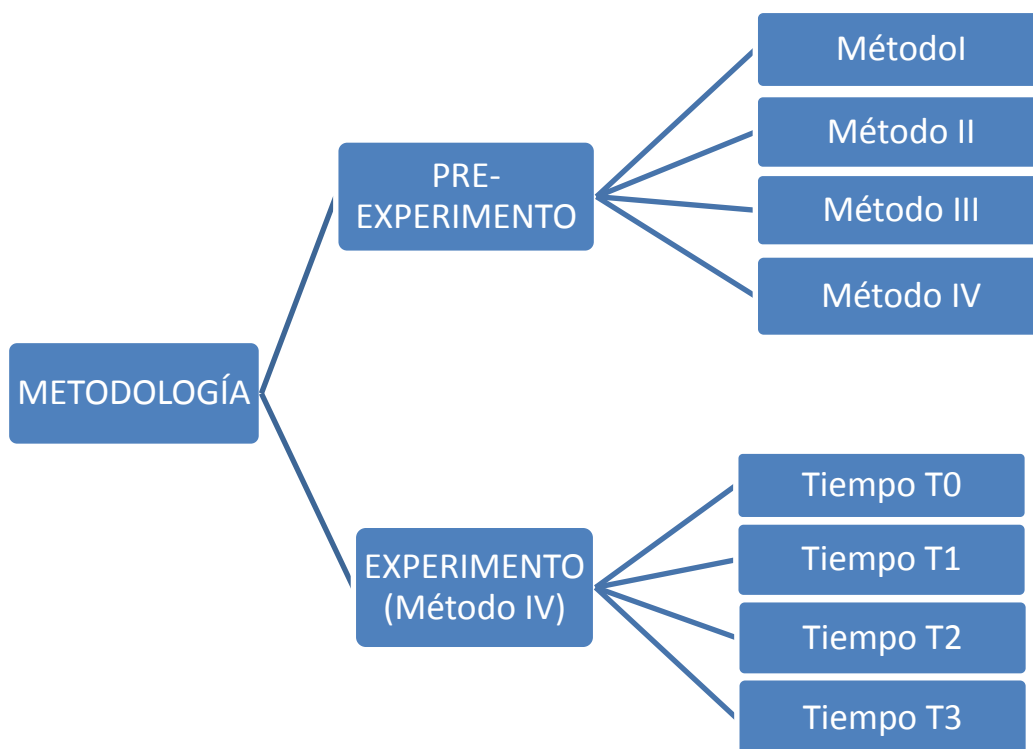 METODOLOGÍA
PRE-
EXPERIMENTO
MétodoI
Método II
Método III
Método IV
EXPERIMENTO
(Método IV)
Tiempo T0
Tiempo T1
Tiempo T2
Tiempo T3